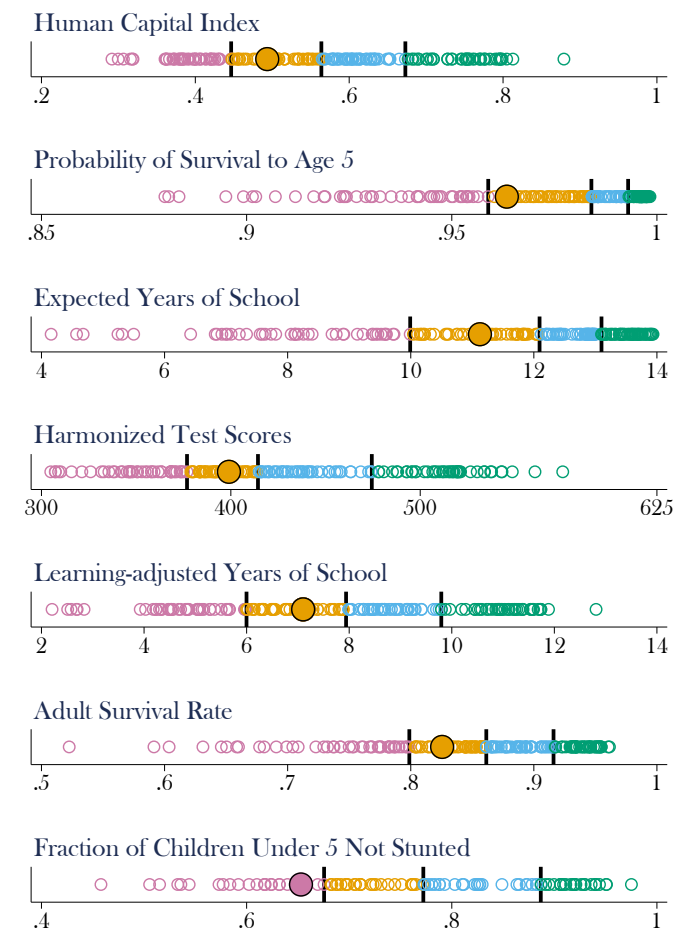 Human Capital Index
.2 .4 .6 .8 1
Probability of Survival to Age 5
.85 .9 .95 1
Expected Years of School
4 6 8 10 12 14
Harmonized Test Scores
300 400 500 625
Learning-adjusted Years of School
2 4 6 8 10 12 14
Adult Survival Rate
.5 .6 .7 .8 .9 1
Fraction of Children Under 5 Not Stunted
.4 .6 .8 1